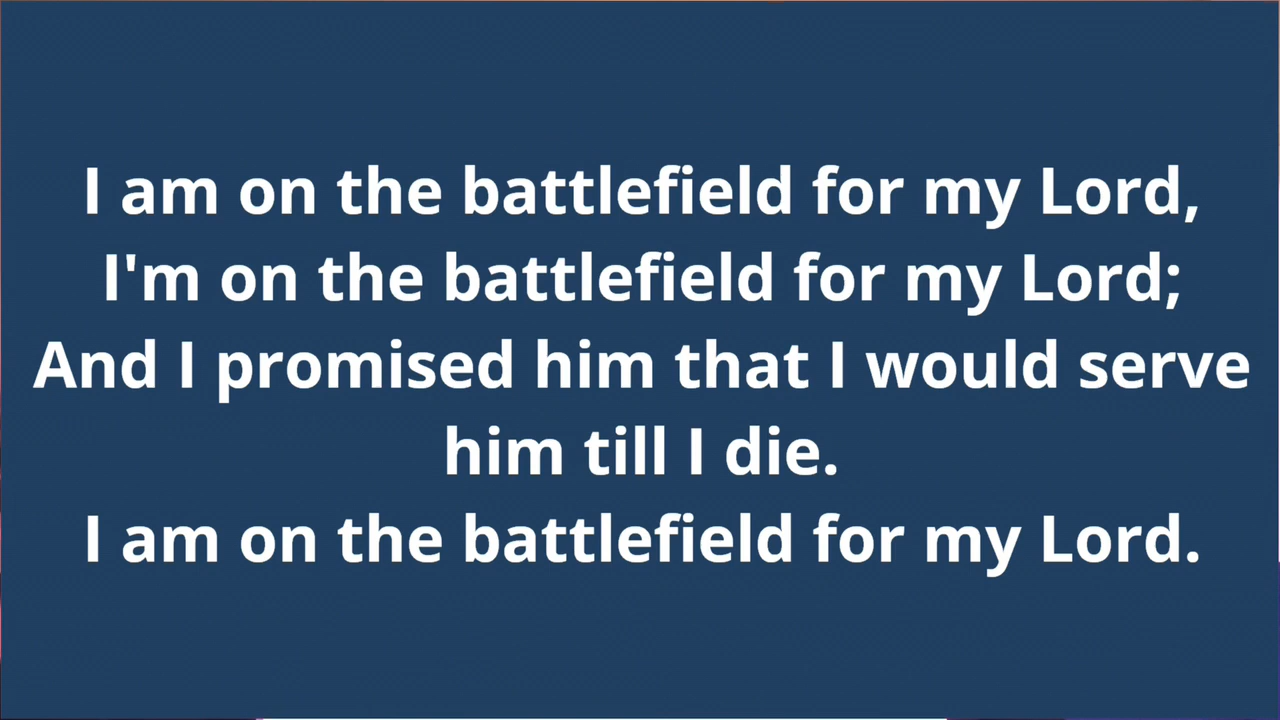 I am on the battlefield for my Lord,
I'm on the battlefield for my Lord;
And I promised him that I would serve
him till I die.
I am on the battlefield for my Lord.